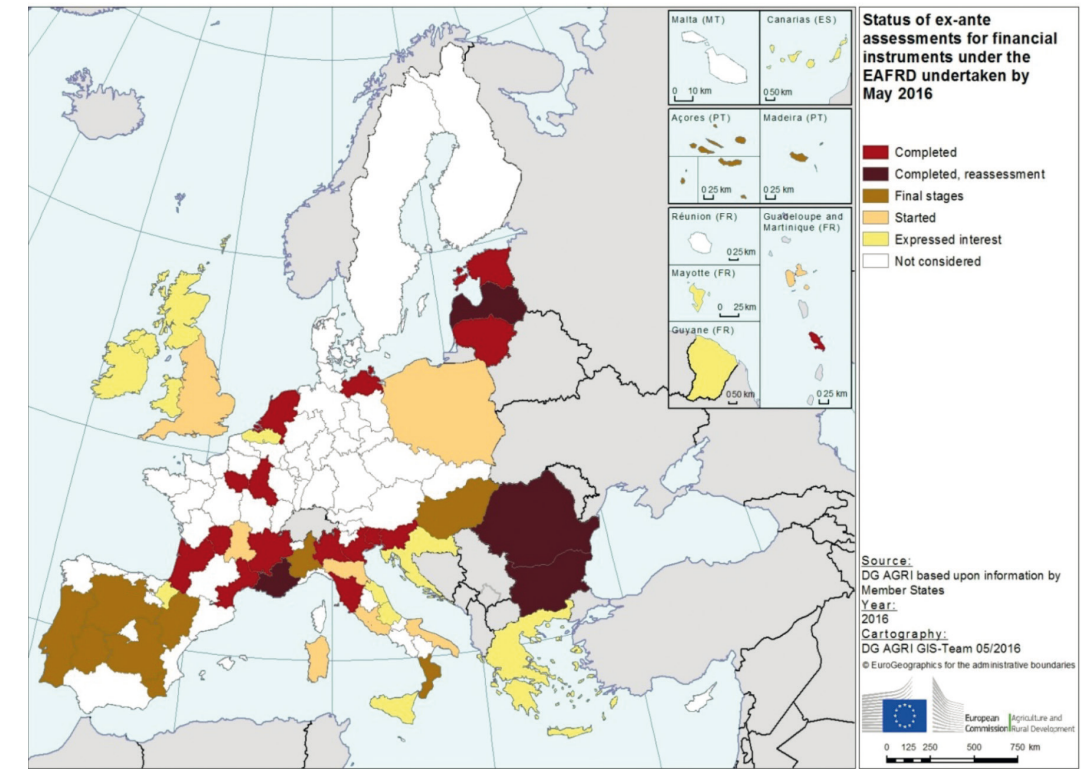 Malta (MT)
0 10 km
Canarias (ES)
0 50 km
Açores (PT)
0 25 km
Madeira (PT)
0 25 km
Réunion (FR)
0 25 km
Guadeloupe and
Martinique (FR)
0 25 km
Mayotte (FR)
0 25 km
Guyane (FR)
0 50 km
Status of ex-ante
assessments for financial
instruments under the
EAFRD undertaken by
May 2016
Completed
Completed, reassessment
Final stages
Started
Expressed interest
Not considered
Source:
DG AGRI based upon information by
Member States
Year:
2016
Cartography:
DG AGRI GIS-Team 05/2016
© EuroGeographics for the administrative boundaries
European
Commission
Agriculture and
Rural Development
0 125 250 500 750 km